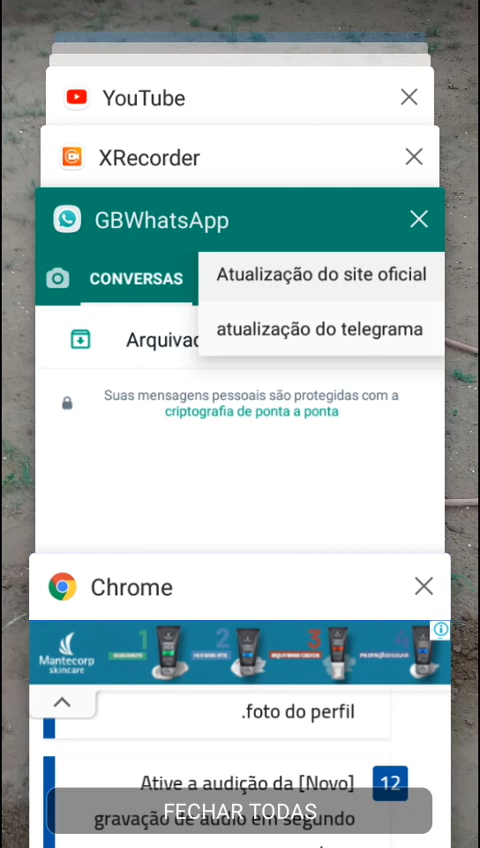 YouTube
XRecorder
GBWhatsApp
CONVERSAS
Atualização do site oficial
atualização do telegrama
Arquivad
Suas mensagens pessoais são protegidas com a
criptografia de ponta a ponta
Chrome
Mantecorp
skincare
1
2
3
4
.foto do perfil
Ative a audição da [Novo]
12
gravação de áudio em segundo
FECHAR TODAS